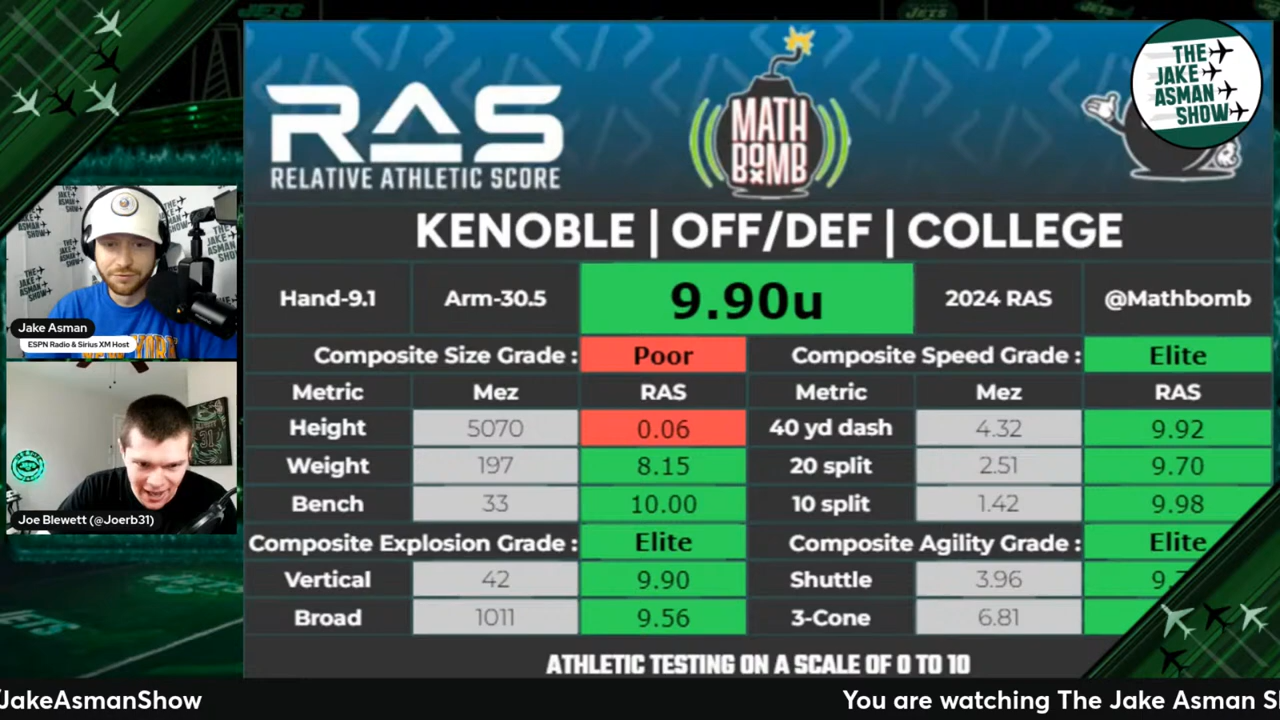 JETS
JETS
THE
JAKE
ASMAN
SHOW
RAS
RELATIVE ATHLETIC SCORE
MATH
BOMB
KENOBLE | OFF/DEF | COLLEGE
Hand-9.1 Arm-30.5 9.90u 2024 RAS @Mathbomb
Composite Size Grade : Poor Composite Speed Grade : Elite
Metric Mez RAS Metric Mez RAS
Height 5070 0.06 40 yd dash 4.32 9.92
Weight 197 8.15 20 split 2.51 9.70
Bench 33 10.00 10 split 1.42 9.98
Composite Explosion Grade : Elite Composite Agility Grade : Elite
Vertical 42 9.90 Shuttle 3.96
Broad 1011 9.56 3-Cone 6.81
ATHLETIC TESTING ON A SCALE OF 0 TO 10
Jake Asman
ESPN Radio & Sirius XM Host
31
Joe Blewett (@Joerb31)
JETS
/JakeAsmanShow You are watching The Jake Asman S